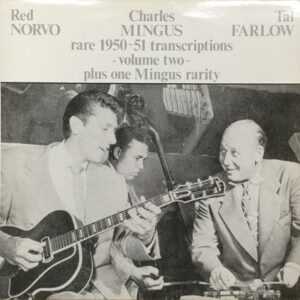 Red Charles Tal
NORVO MINGUS FARLOW
rare 1950-51 transcriptions
- volume two -
plus one Mingus rarity